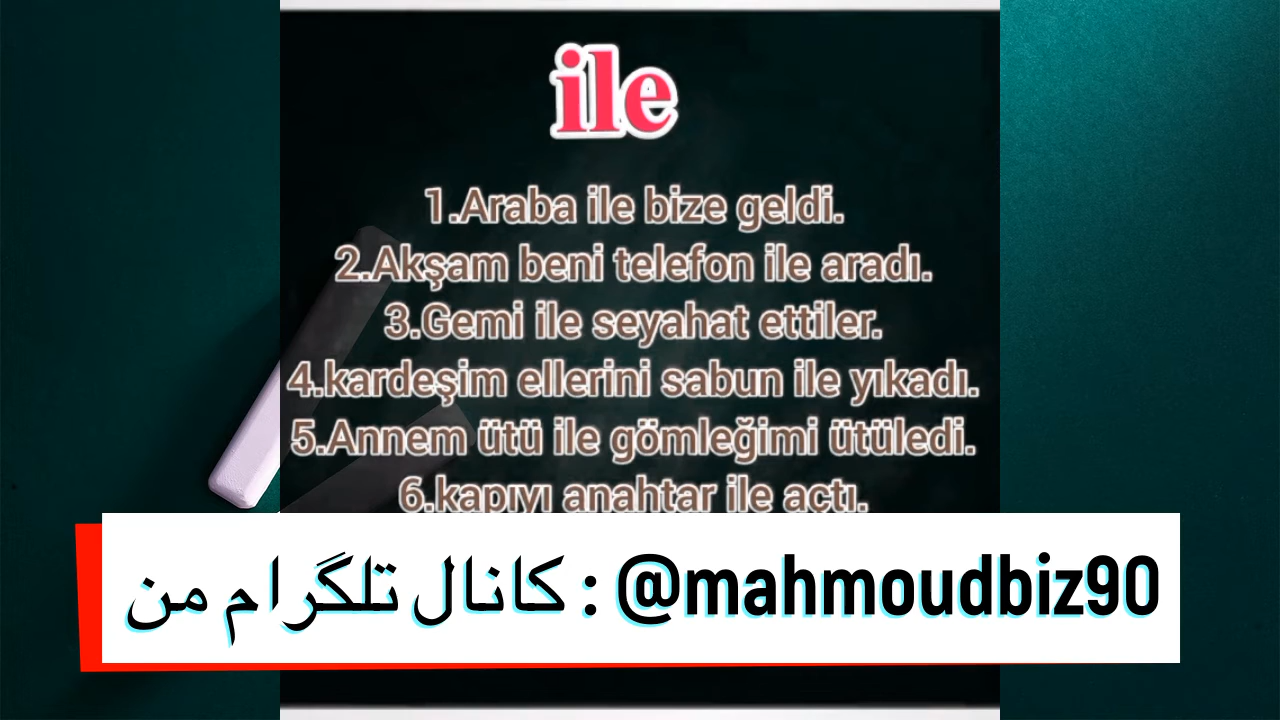 ile
1.Araba ile bize geldi.
2.Akşam beni telefon ile aradı.
3.Gemi ile seyahat ettiler.
4.kardeşim ellerini sabun ile yıkadı.
5.Annem ütü ile gömleğimi ütüledi.
6.kapıyı anahtar ile açtı.
کانال تلگرام من : @mahmoudbiz90